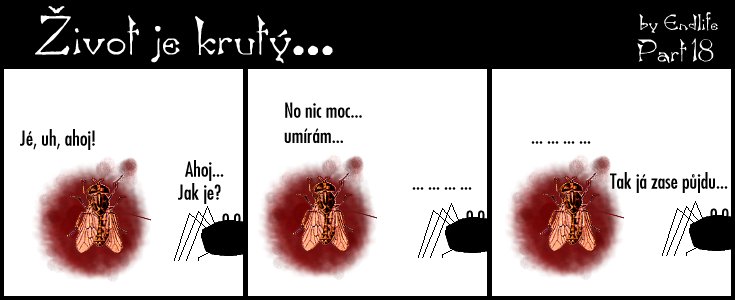 Život je krutý...
by Endlife
Part 18
Jé, uh, ahoj!
Ahoj...
Jak je?
No nic moc...
umírám...
... ... ... ...
... ... ... ...
Tak já zase půjdu...